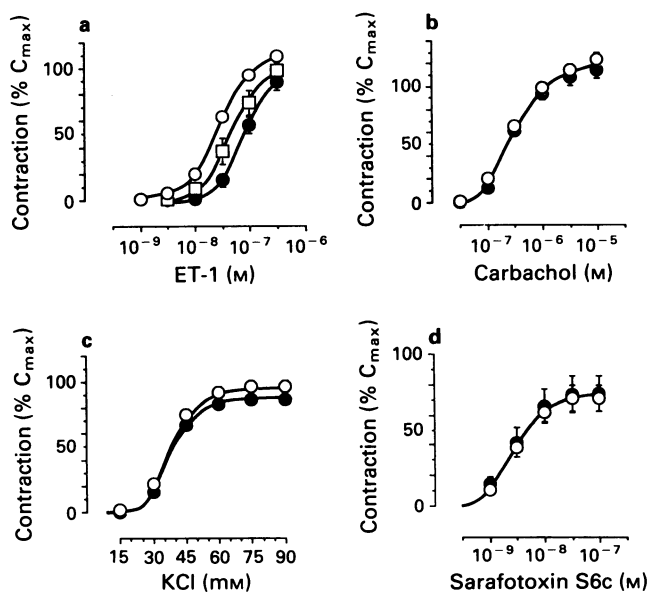 a
Contraction (% Cmax)
100
50
0
10⁻⁹ 10⁻⁸ 10⁻⁷ 10⁻⁶
ET-1 (M)
b
Contraction (% Cmax)
100
50
0
10⁻⁷ 10⁻⁶ 10⁻⁵
Carbachol (M)
c
Contraction (% Cmax)
100
50
0
15 30 45 60 75 90
KCl (mM)
d
Contraction (% Cmax)
100
50
0
10⁻⁹ 10⁻⁸ 10⁻⁷
Sarafotoxin S6c (M)